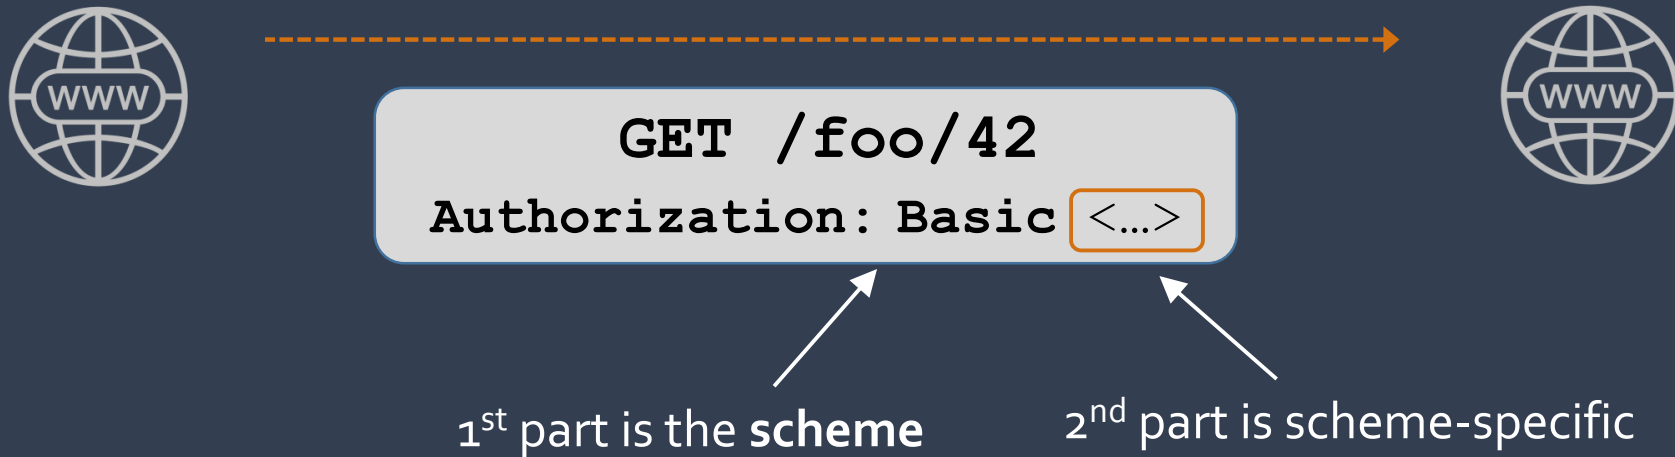 WWW
WWW
GET /foo/42
Authorization: Basic <...>
1st part is the scheme
2nd part is scheme-specific